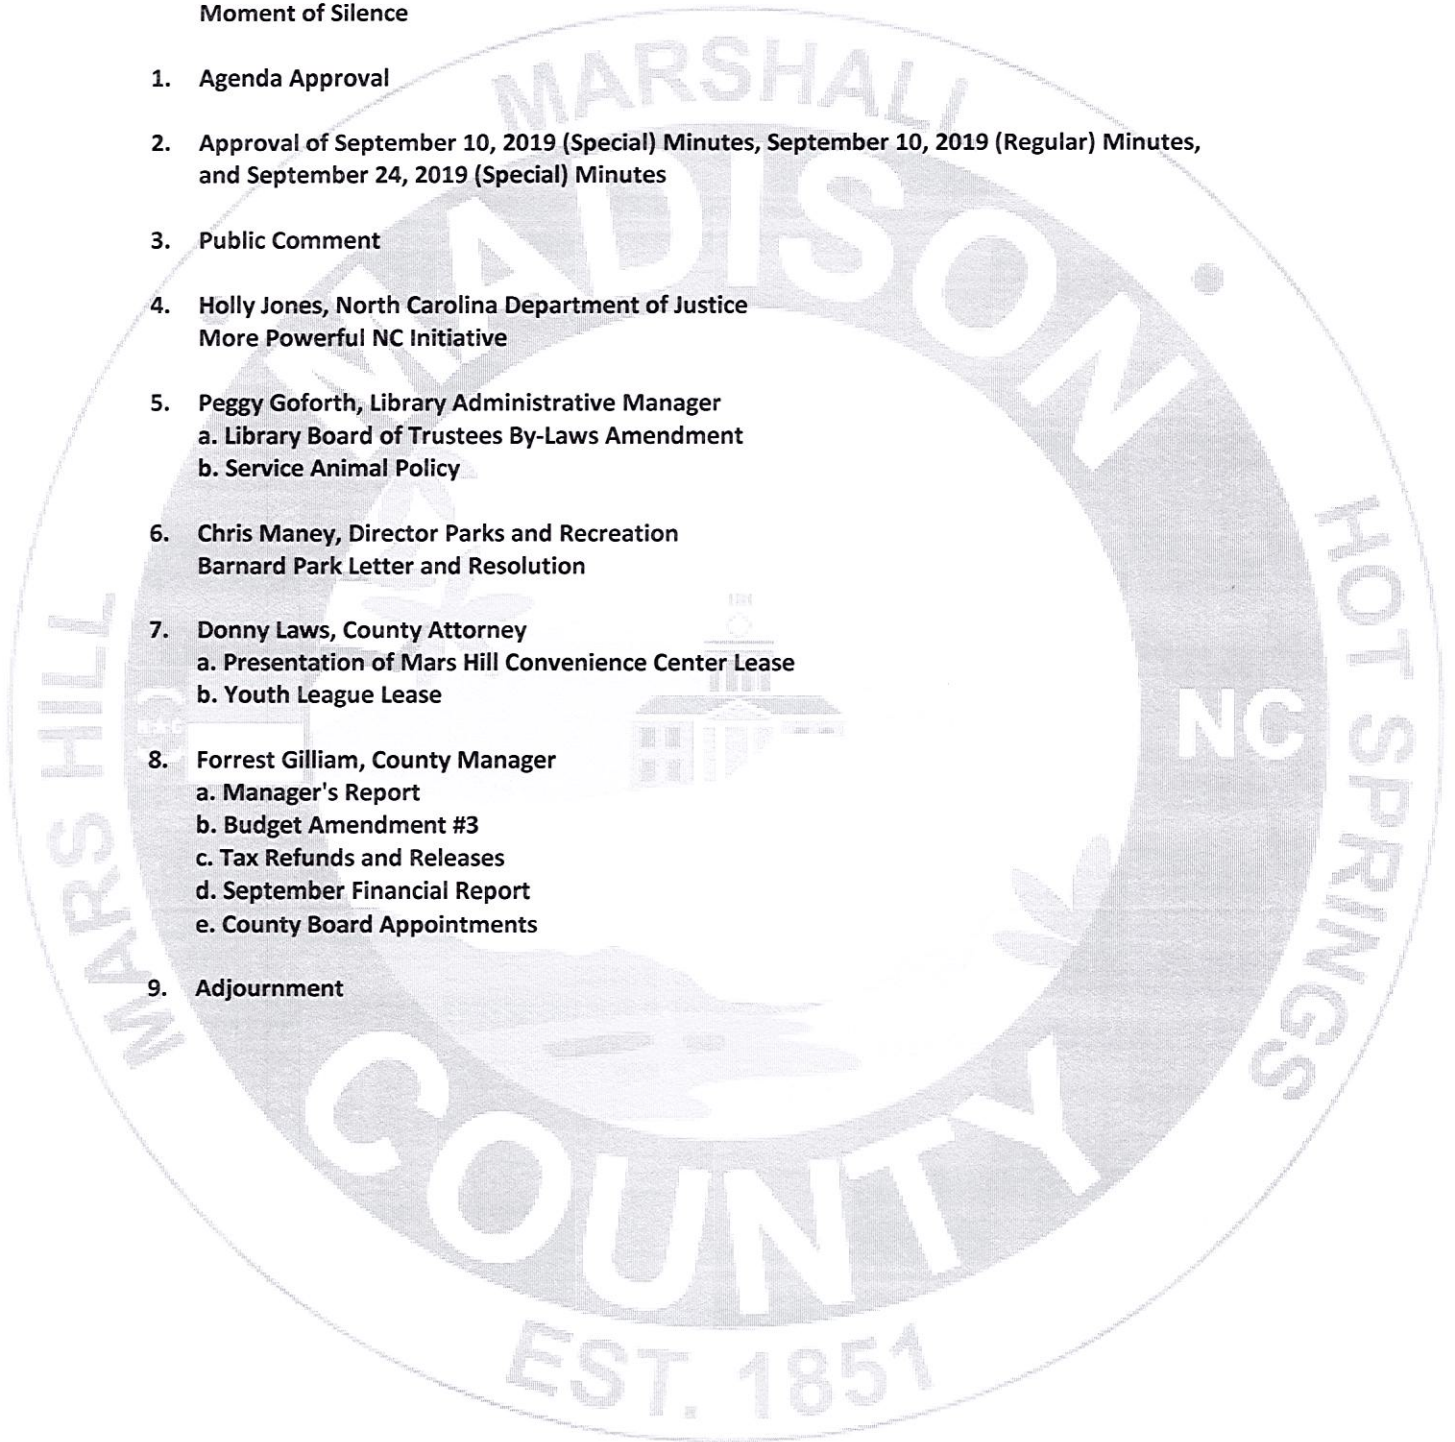 Moment of Silence
1. Agenda Approval
2. Approval of September 10, 2019 (Special) Minutes, September 10, 2019 (Regular) Minutes,
and September 24, 2019 (Special) Minutes
3. Public Comment
4. Holly Jones, North Carolina Department of Justice
More Powerful NC Initiative
5. Peggy Goforth, Library Administrative Manager
a. Library Board of Trustees By-Laws Amendment
b. Service Animal Policy
6. Chris Maney, Director Parks and Recreation
Barnard Park Letter and Resolution
7. Donny Laws, County Attorney
a. Presentation of Mars Hill Convenience Center Lease
b. Youth League Lease
8. Forrest Gilliam, County Manager
a. Manager's Report
b. Budget Amendment #3
c. Tax Refunds and Releases
d. September Financial Report
e. County Board Appointments
9. Adjournment
MARSHALL
MADISON
MARS HILL
HOT SPRINGS
NC
COUNTY
EST. 1851